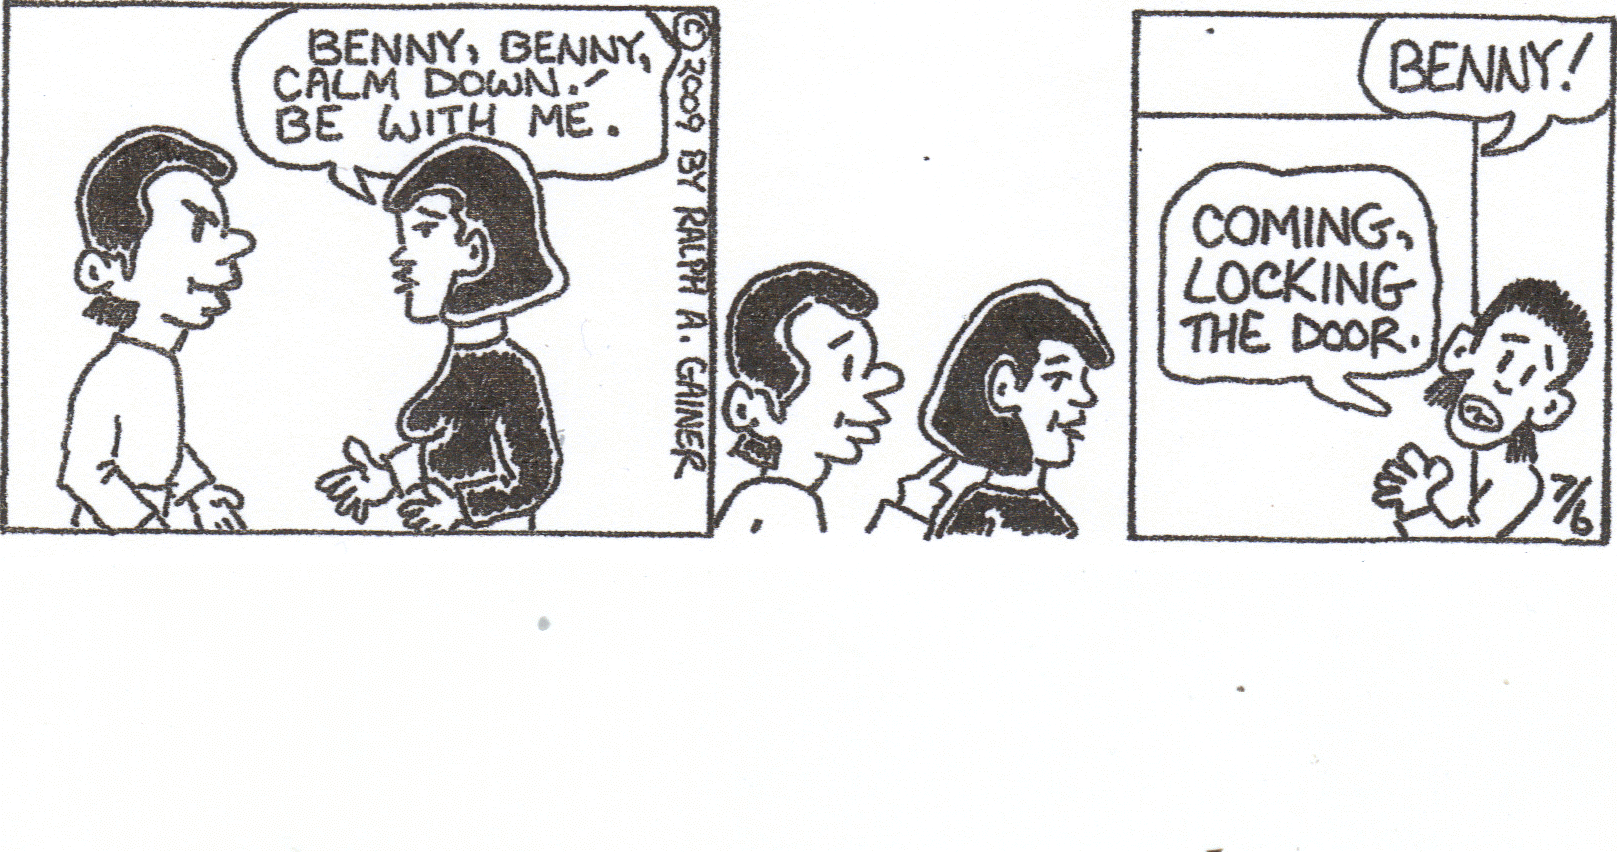 BENNY, BENNY,
CALM DOWN!
BE WITH ME.
© 2009 BY RALPH A. GAINER
BENNY!
COMING,
LOCKING
THE DOOR.
7/6